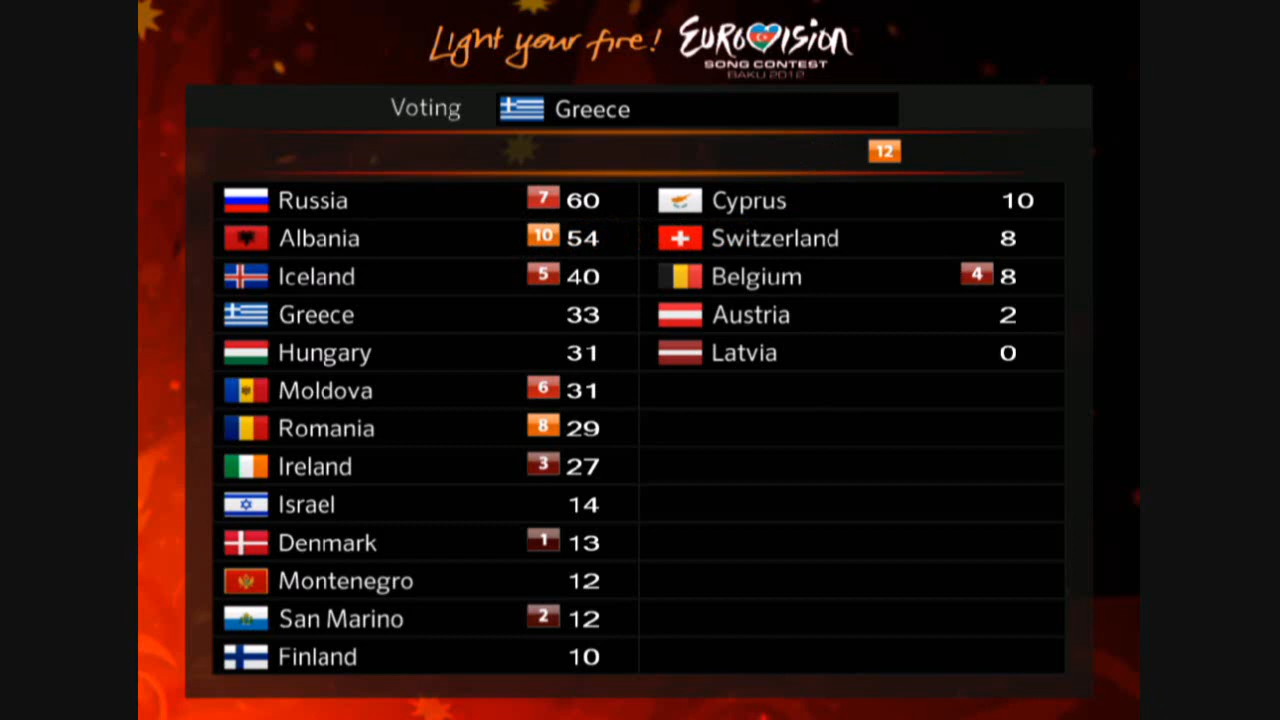 Light your fire! EUROVISION
SONG CONTEST
BAKU 2012
Voting Greece
12
Russia 7 60
Albania 10 54
Iceland 5 40
Greece 33
Hungary 31
Moldova 6 31
Romania 8 29
Ireland 3 27
Israel 14
Denmark 1 13
Montenegro 12
San Marino 2 12
Finland 10
Cyprus 10
Switzerland 8
Belgium 4 8
Austria 2
Latvia 0